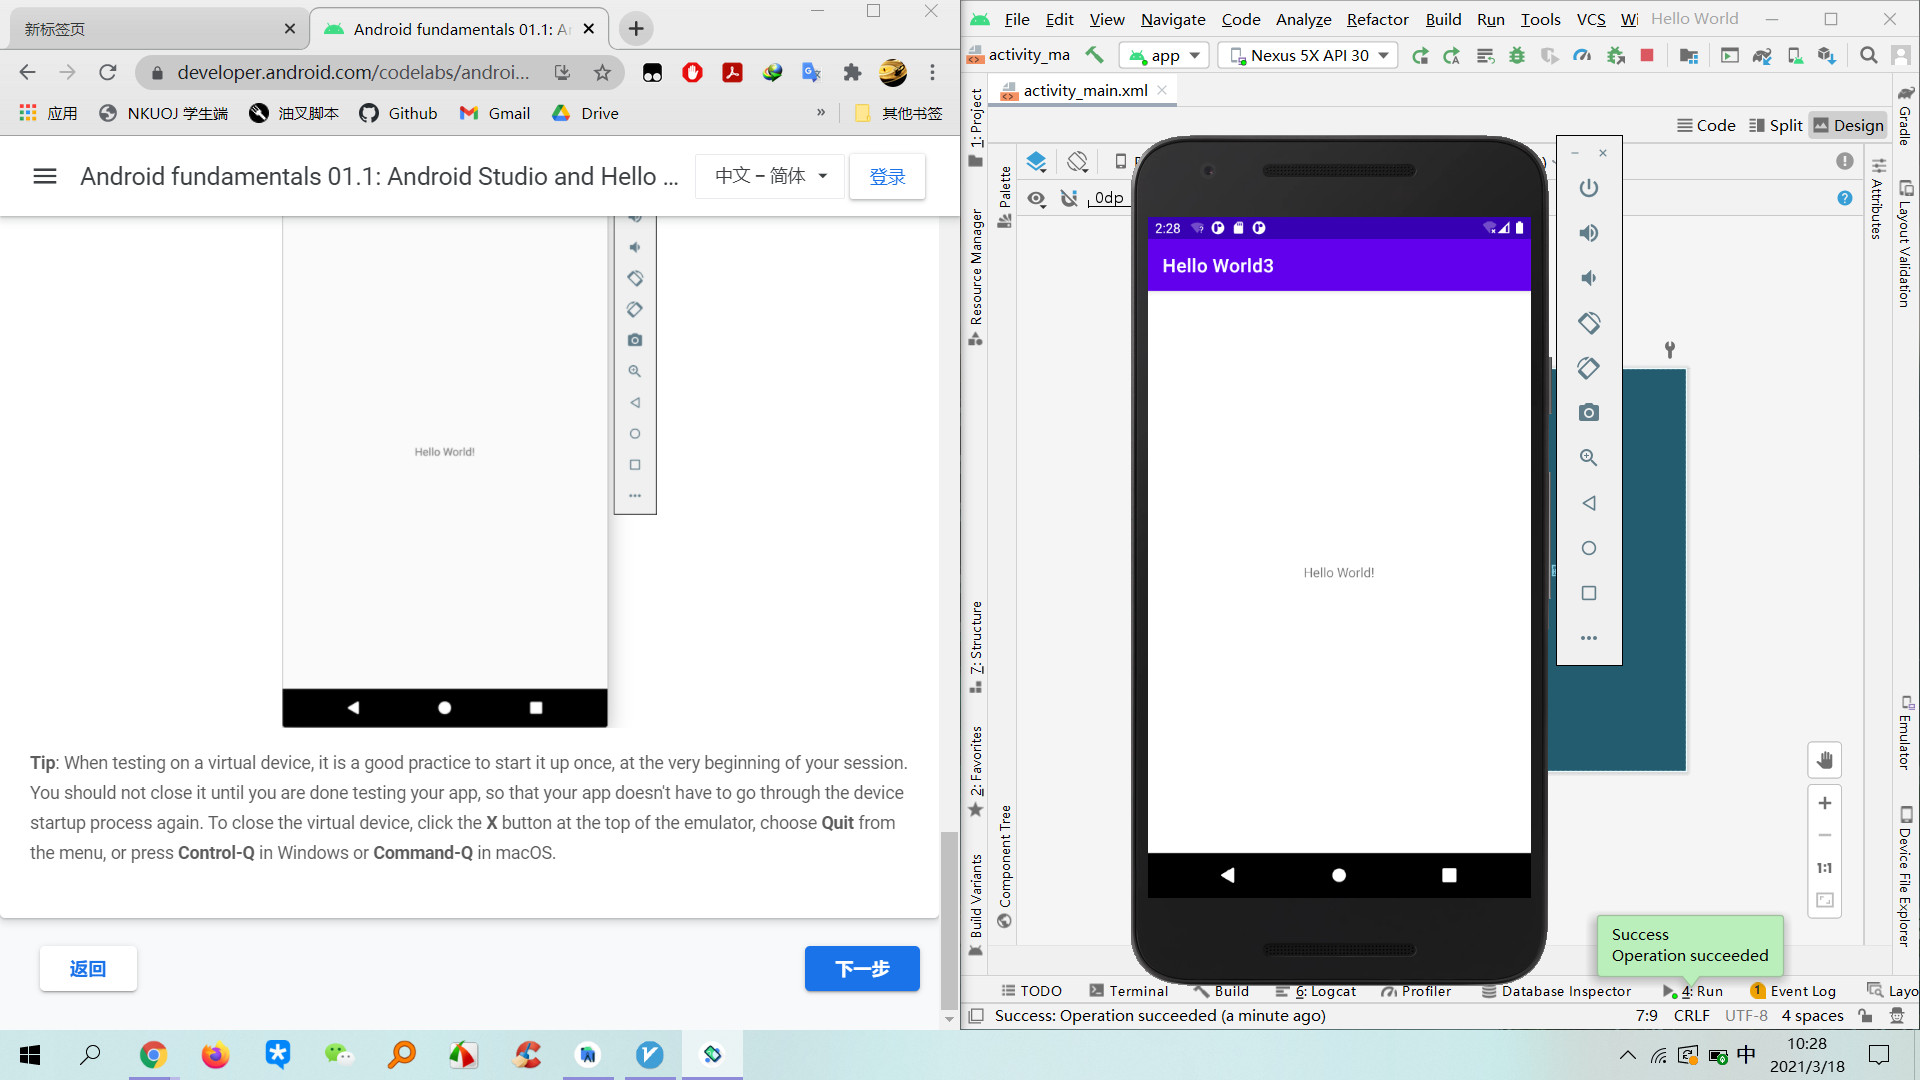 新标签页
Android fundamentals 01.1: A
developer.android.com/codelabs/androi...
应用
NKUOJ 学生端
油叉脚本
Github
Gmail
Drive
»
其他书签
Android fundamentals 01.1: Android Studio and Hello ...
中文 – 简体
登录
Hello World!
Tip: When testing on a virtual device, it is a good practice to start it up once, at the very beginning of your session.
You should not close it until you are done testing your app, so that your app doesn't have to go through the device
startup process again. To close the virtual device, click the X button at the top of the emulator, choose Quit from
the menu, or press Control-Q in Windows or Command-Q in macOS.
返回
下一步
File Edit View Navigate Code Analyze Refactor Build Run Tools VCS Wi Hello World
activity_ma
app
Nexus 5X API 30
activity_main.xml
Code
Split
Design
0dp
1: Project
Resource Manager
7: Structure
2: Favorites
Build Variants
Palette
Component Tree
2:28
Hello World3
Hello World!
Attributes
Gradle
Layout Validation
Emulator
Device File Explorer
1:1
Success
Operation succeeded
TODO
Terminal
Build
6: Logcat
Profiler
Database Inspector
4: Run
1
Event Log
Layo
Success: Operation succeeded (a minute ago)
7:9 CRLF UTF-8 4 spaces
中
10:28
2021/3/18